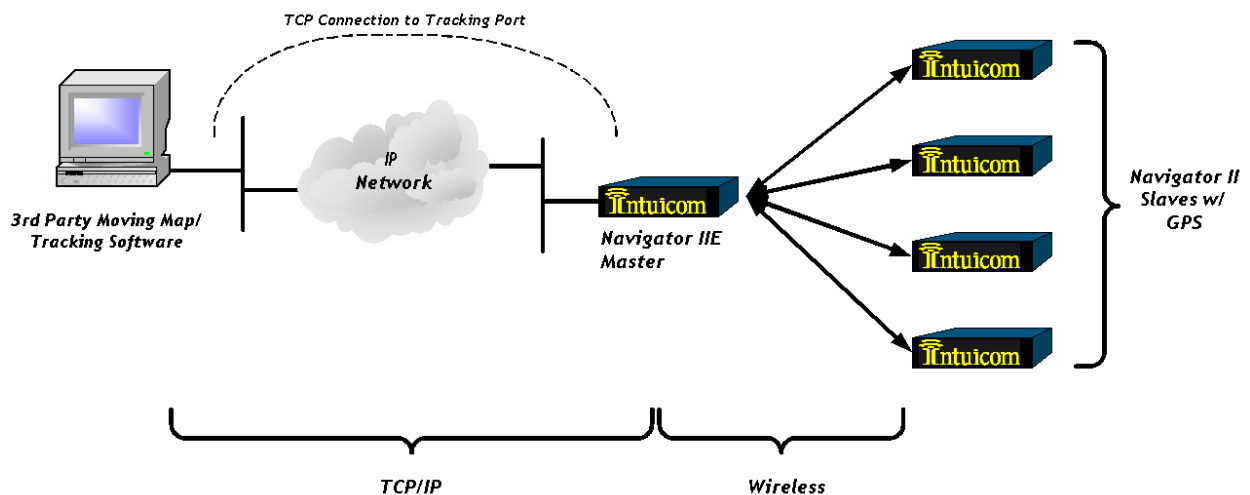 TCP Connection to Tracking Port
IP
Network
3rd Party Moving Map/
Tracking Software
Intuicom
Navigator IIE
Master
Intuicom
Intuicom
Intuicom
Intuicom
Navigator II
Slaves w/
GPS
TCP/IP
Wireless